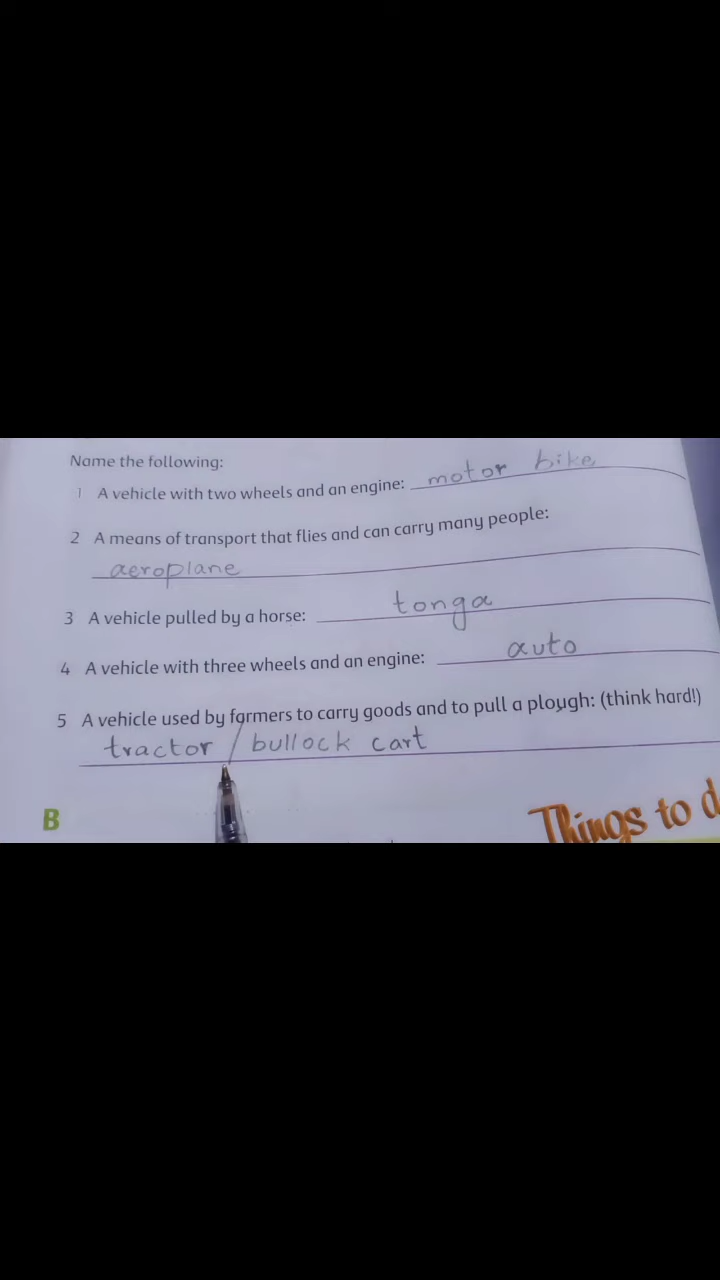 Name the following:
1 A vehicle with two wheels and an engine: motor bike
2 A means of transport that flies and can carry many people:
aeroplane
3 A vehicle pulled by a horse: tonga
4 A vehicle with three wheels and an engine: auto
5 A vehicle used by farmers to carry goods and to pull a plough: (think hard!)
tractor / bullock cart
B
Things to d